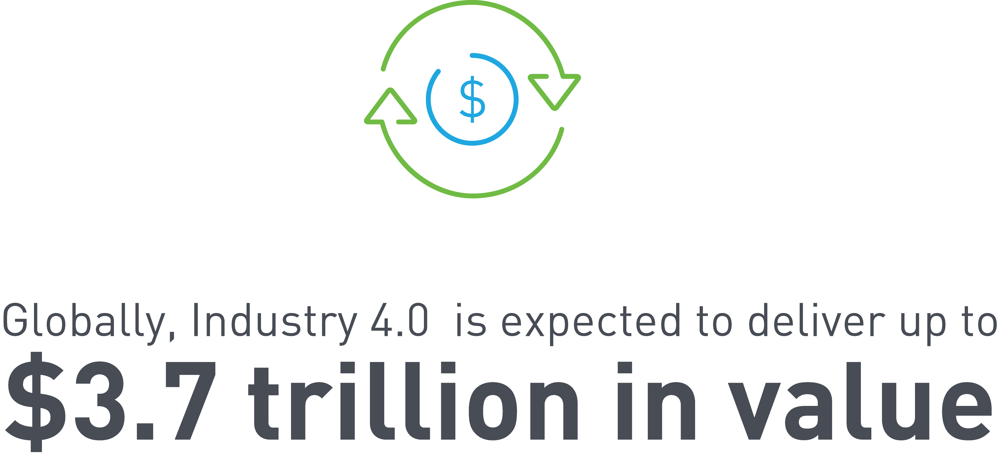 $
Globally, Industry 4.0  is expected to deliver up to
$3.7 trillion in value